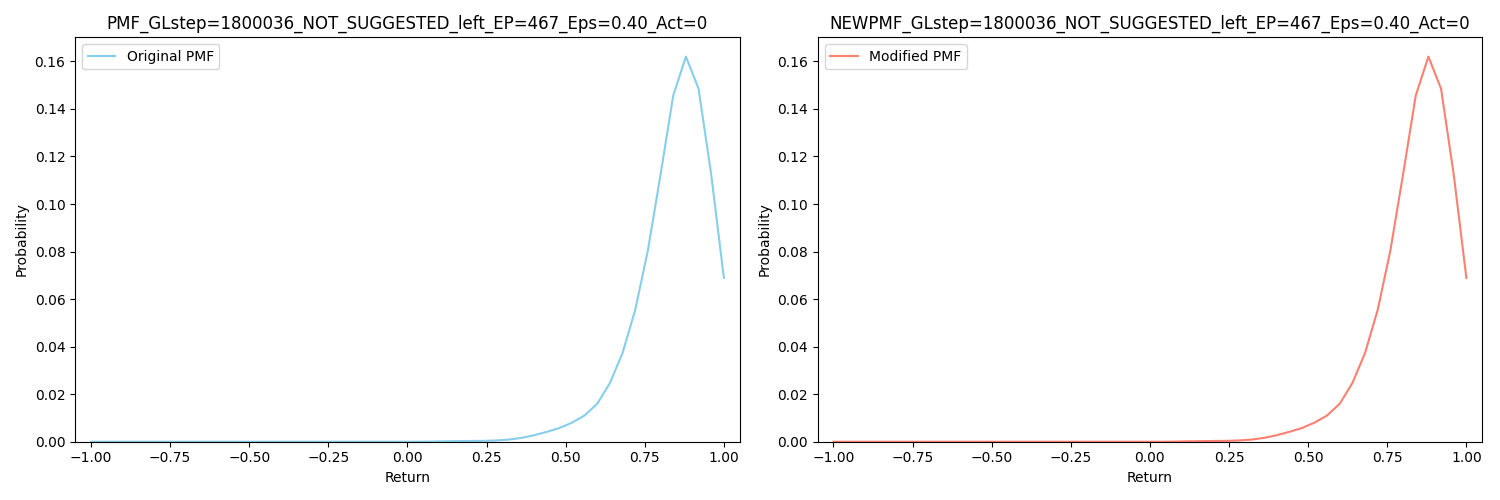 PMF_GLstep=1800036_NOT_SUGGESTED_left_EP=467_Eps=0.40_Act=0
Original PMF
Probability
0.16
0.14
0.12
0.10
0.08
0.06
0.04
0.02
0.00
−1.00 −0.75 −0.50 −0.25 0.00 0.25 0.50 0.75 1.00
Return
NEWPMF_GLstep=1800036_NOT_SUGGESTED_left_EP=467_Eps=0.40_Act=0
Modified PMF
Probability
0.16
0.14
0.12
0.10
0.08
0.06
0.04
0.02
0.00
−1.00 −0.75 −0.50 −0.25 0.00 0.25 0.50 0.75 1.00
Return